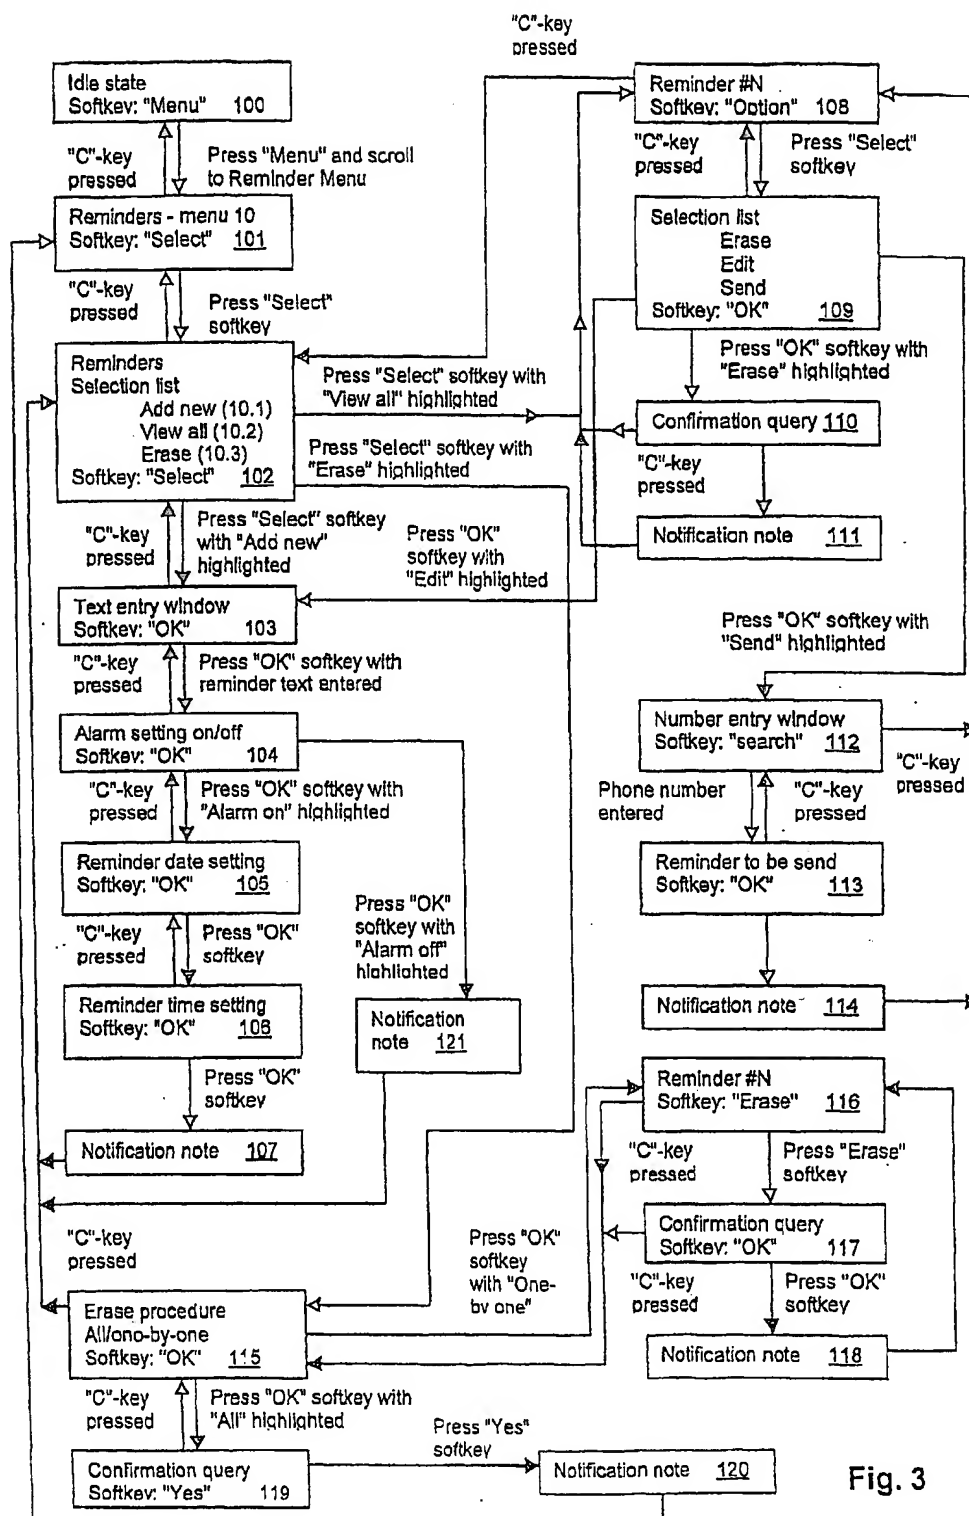 "C"-key
pressed
Idle state
Softkey: "Menu" 100
"C"-key
pressed
Press "Menu" and scroll
to Reminder Menu
Reminders - menu 10
Softkey: "Select" 101
"C"-key
pressed
Press "Select"
softkey
Reminders
Selection list
Add new (10.1)
View all (10.2)
Erase (10.3)
Softkey: "Select" 102
Press "Select" softkey with
"View all" highlighted
Press "Select" softkey with
"Erase" highlighted
"C"-key
pressed
Press "Select" softkey
with "Add new"
highlighted
Press "OK"
softkey with
"Edit" highlighted
Text entry window
Softkey: "OK" 103
"C"-key
pressed
Press "OK" softkey with
reminder text entered
Alarm setting on/off
Softkey: "OK" 104
"C"-key
pressed
Press "OK" softkey with
"Alarm on" highlighted
Reminder date setting
Softkey: "OK" 105
"C"-key
pressed
Press "OK"
softkey
Press "OK"
softkey with
"Alarm off"
highlighted
Reminder time setting
Softkey: "OK" 106
Notification
note 121
Press "OK"
softkey
Notification note 107
"C"-key
pressed
Press "OK"
softkey
with "One-
by one"
Erase procedure
All/one-by-one
Softkey: "OK" 115
"C"-key
pressed
Press "OK" softkey with
"All" highlighted
Press "Yes"
softkey
Confirmation query
Softkey: "Yes" 119
Notification note 120
Reminder #N
Softkey: "Option" 108
"C"-key
pressed
Press "Select"
softkey
Selection list
Erase
Edit
Send
Softkey: "OK" 109
Press "OK" softkey with
"Erase" highlighted
Confirmation query 110
"C"-key
pressed
Notification note 111
Press "OK"
softkey with
"Send" highlighted
Number entry window
Softkey: "search" 112
"C"-key
pressed
Phone number
entered
"C"-key
pressed
Reminder to be send
Softkey: "OK" 113
Notification note 114
Reminder #N
Softkey: "Erase" 116
"C"-key
pressed
Press "Erase"
softkey
Confirmation query
Softkey: "OK" 117
"C"-key
pressed
Press "OK"
softkey
Notification note 118
Fig. 3